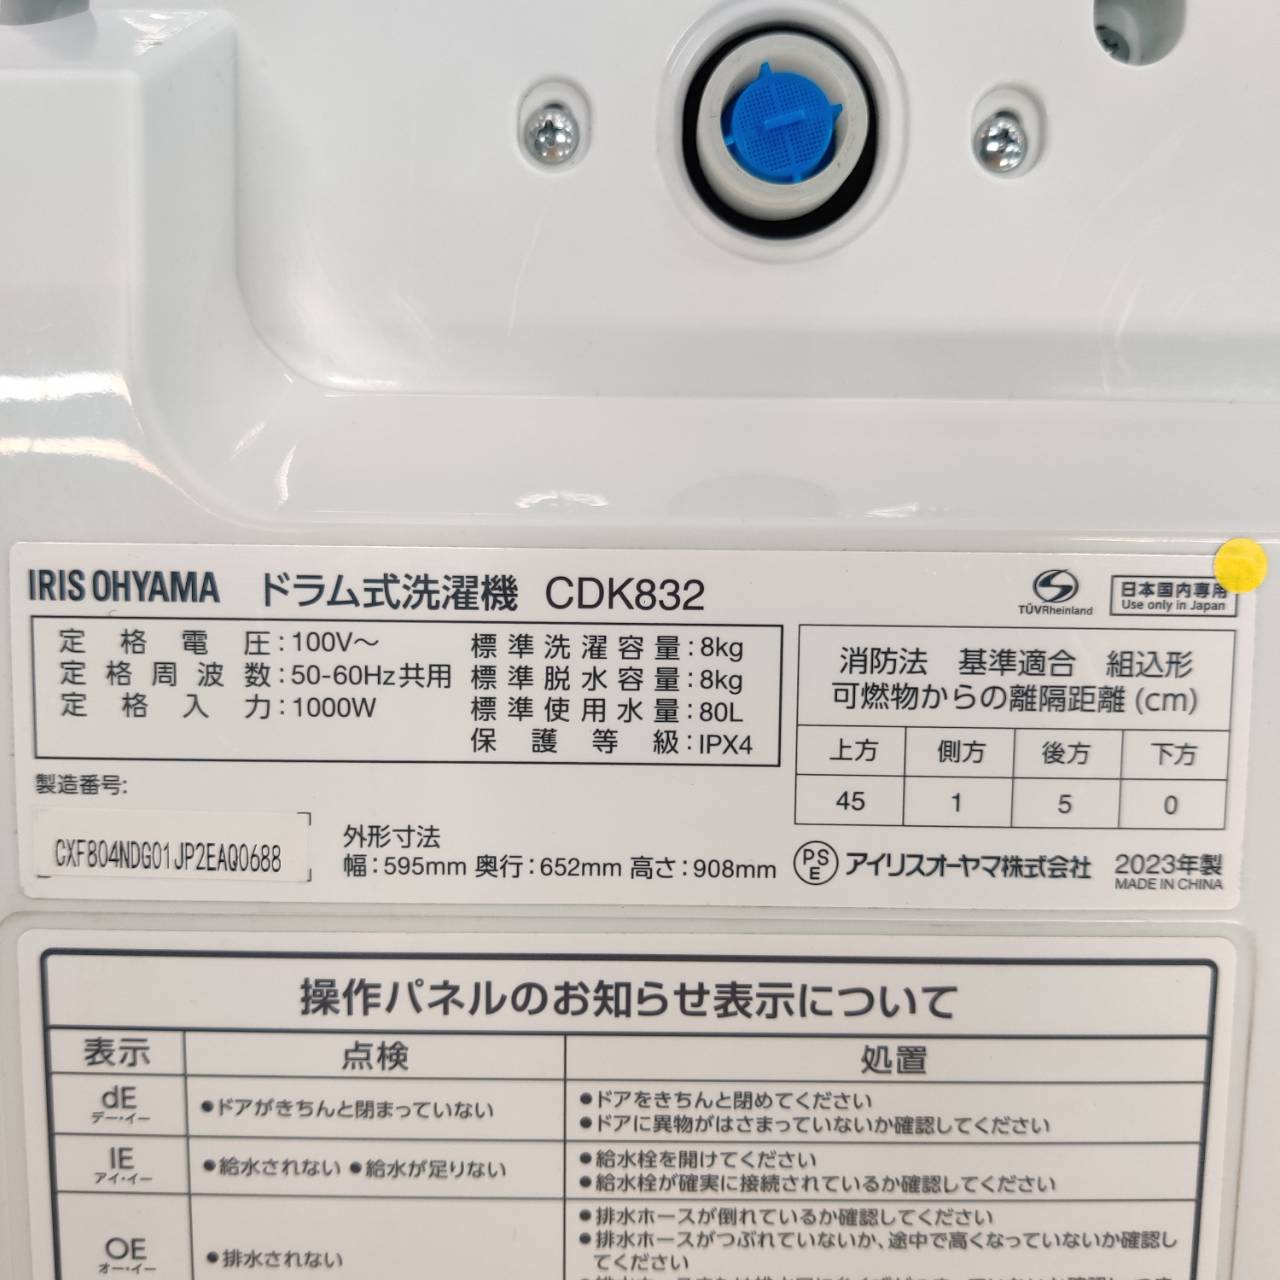 IRIS OHYAMA ドラム式洗濯機 CDK832
TÜVRheinland
日本国内専用
Use only in Japan
定格電圧:100V～
定格周波数:50-60Hz共用
定格入力:1000W
標準洗濯容量:8kg
標準脱水容量:8kg
標準使用水量:80L
保護等級:IPX4
消防法 基準適合 組込形
可燃物からの離隔距離(cm)
上方 側方 後方 下方
45 1 5 0
製造番号:
CXF804NDG01JP2EAQ0688
外形寸法
幅:595mm 奥行:652mm 高さ:908mm
PS
E
アイリスオーヤマ株式会社
2023年製
MADE IN CHINA
操作パネルのお知らせ表示について
表示 点検 処置
dE
デー・イー
●ドアがきちんと閉まっていない
●ドアをきちんと閉めてください
●ドアに異物がはさまっていないか確認してください
IE
アイ・イー
●給水されない ●給水が足りない
●給水栓を開けてください
●給水栓が確実に接続されているか確認してください
OE
オー・イー
●排水されない
●排水ホースが倒れているか確認してください
●排水ホースがつぶれていないか、途中で高くなっていないか確認し
てください